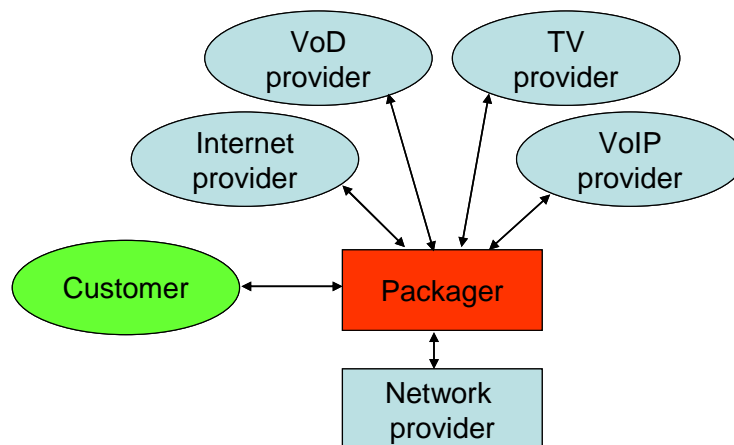 VoD
provider
TV
provider
Internet
provider
VoIP
provider
Customer
Packager
Network
provider